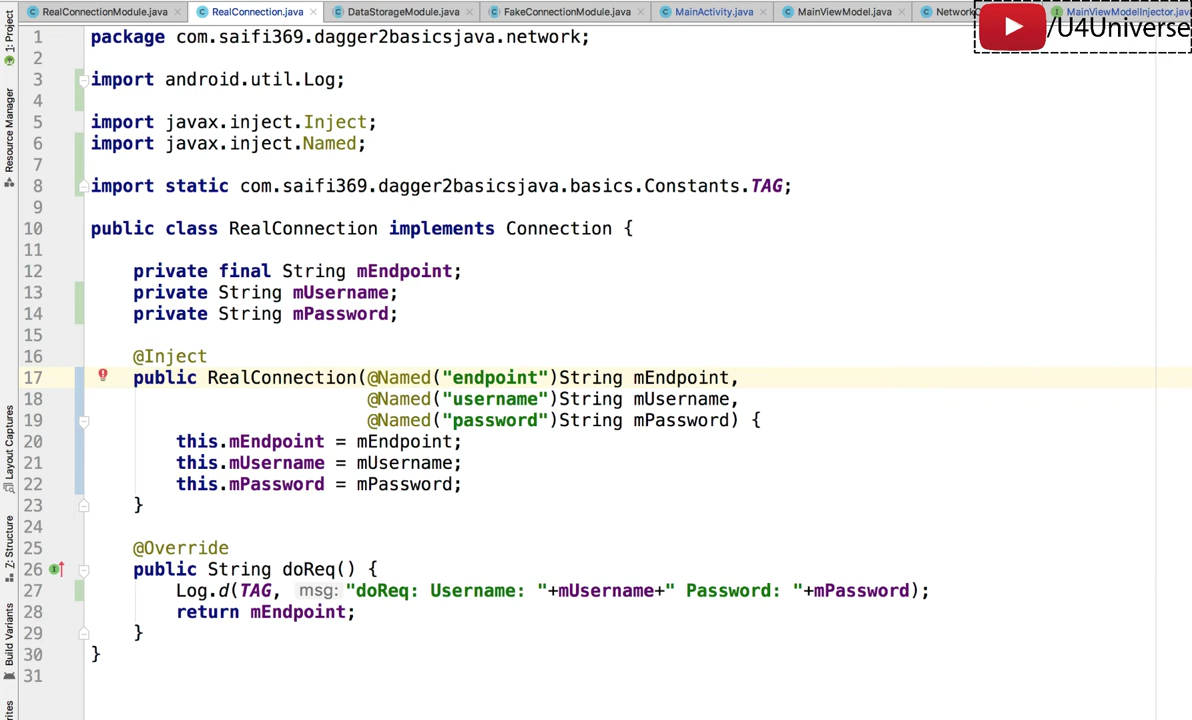 RealConnectionModule.java
RealConnection.java
DataStorageModule.java
FakeConnectionModule.java
MainActivity.java
MainViewModel.java
MainViewModelInjector.java
/U4Universe
1: Project
Resource Manager
Layout Captures
Z: Structure
Build Variants
1 package com.saifi369.dagger2basicsjava.network;
2
3 import android.util.Log;
4
5 import javax.inject.Inject;
6 import javax.inject.Named;
7
8 import static com.saifi369.dagger2basicsjava.basics.Constants.TAG;
9
10 public class RealConnection implements Connection {
11
12 private final String mEndpoint;
13 private String mUsername;
14 private String mPassword;
15
16 @Inject
17 public RealConnection(@Named("endpoint")String mEndpoint,
18 @Named("username")String mUsername,
19 @Named("password")String mPassword) {
20 this.mEndpoint = mEndpoint;
21 this.mUsername = mUsername;
22 this.mPassword = mPassword;
23 }
24
25 @Override
26 public String doReq() {
27 Log.d(TAG, msg: "doReq: Username: "+mUsername+" Password: "+mPassword);
28 return mEndpoint;
29 }
30 }
31